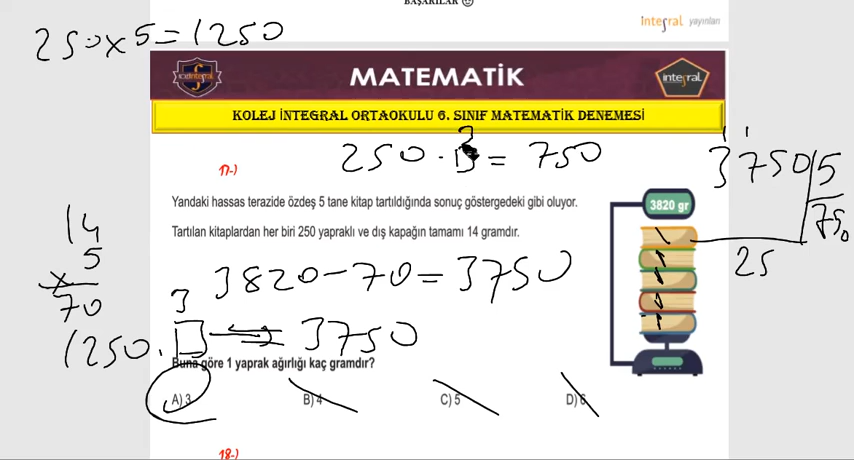 BAŞARILAR
integral yayınları
250x5=1250
integral
MATEMATİK
integral
KOLEJ İNTEGRAL ORTAOKULU 6. SINIF MATEMATİK DENEMESİ
3
250 · 3 = 750
3750 5
750
25
17-)
Yandaki hassas terazide özdeş 5 tane kitap tartıldığında sonuç göstergedeki gibi oluyor.
3820 gr
Tartılan kitaplardan her biri 250 yapraklı ve dış kapağın tamamı 14 gramdır.
14
5
x
70
3820-70=3750
3
1250. 3750
Buna göre 1 yaprak ağırlığı kaç gramdır?
A) 3 B) 4 C) 5 D) 6
18-)